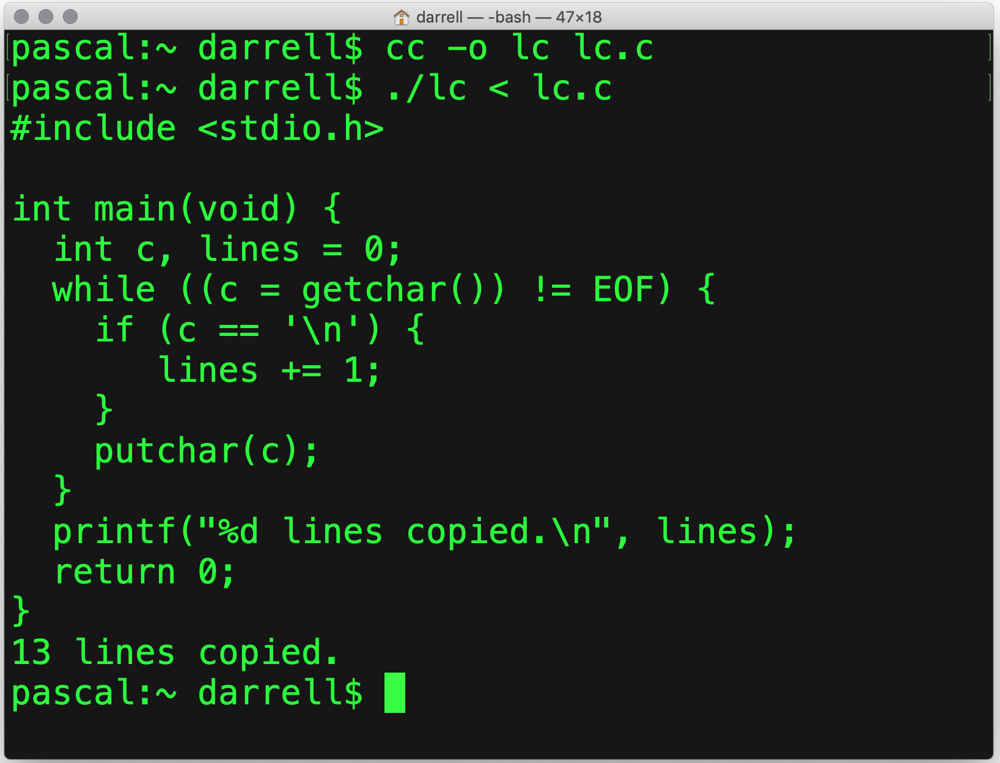 darrell — -bash — 47×18
pascal:~ darrell$ cc -o lc lc.c
pascal:~ darrell$ ./lc < lc.c
#include <stdio.h>

int main(void) {
  int c, lines = 0;
  while ((c = getchar()) != EOF) {
    if (c == '\n') {
       lines += 1;
    }
    putchar(c);
  }
  printf("%d lines copied.\n", lines);
  return 0;
}
13 lines copied.
pascal:~ darrell$